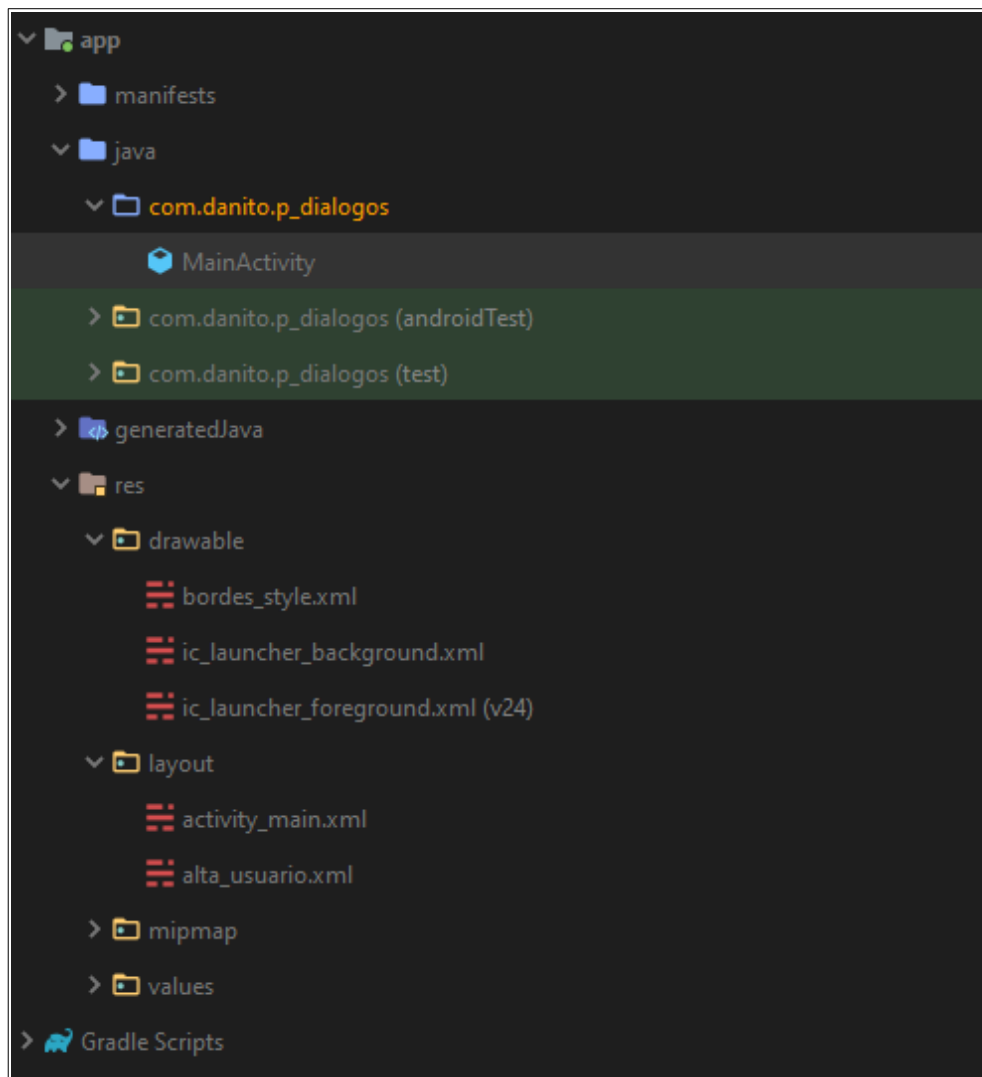 app
manifests
java
com.danito.p_dialogos
MainActivity
com.danito.p_dialogos (androidTest)
com.danito.p_dialogos (test)
generatedJava
res
drawable
bordes_style.xml
ic_launcher_background.xml
ic_launcher_foreground.xml (v24)
layout
activity_main.xml
alta_usuario.xml
mipmap
values
Gradle Scripts